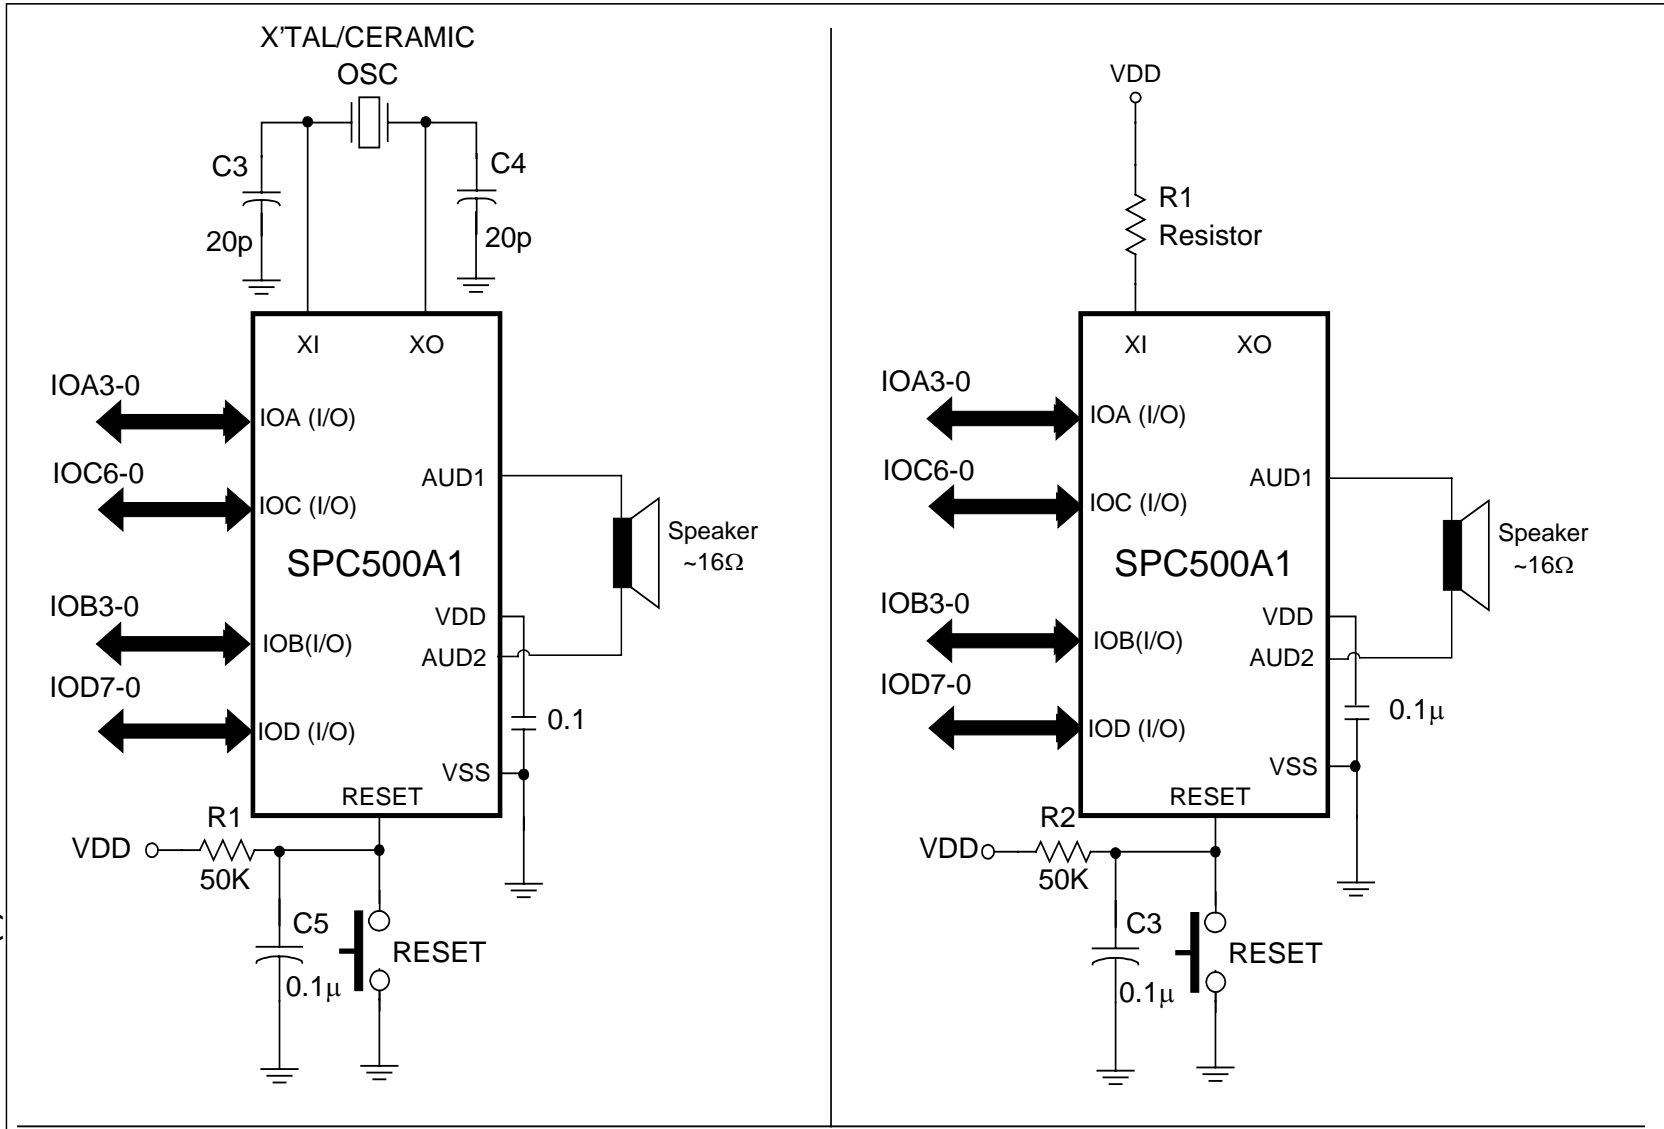 X'TAL/CERAMIC
OSC
C3
20p
C4
20p
XI
XO
IOA3-0
IOA (I/O)
IOC6-0
IOC (I/O)
AUD1
Speaker
~16Ω
SPC500A1
IOB3-0
IOB(I/O)
VDD
AUD2
IOD7-0
IOD (I/O)
0.1
VSS
RESET
R1
VDD
50K
C5
0.1μ
RESET
VDD
R1
Resistor
XI
XO
IOA3-0
IOA (I/O)
IOC6-0
IOC (I/O)
AUD1
Speaker
~16Ω
SPC500A1
IOB3-0
IOB(I/O)
VDD
AUD2
IOD7-0
IOD (I/O)
0.1μ
VSS
RESET
R2
VDD
50K
C3
0.1μ
RESET